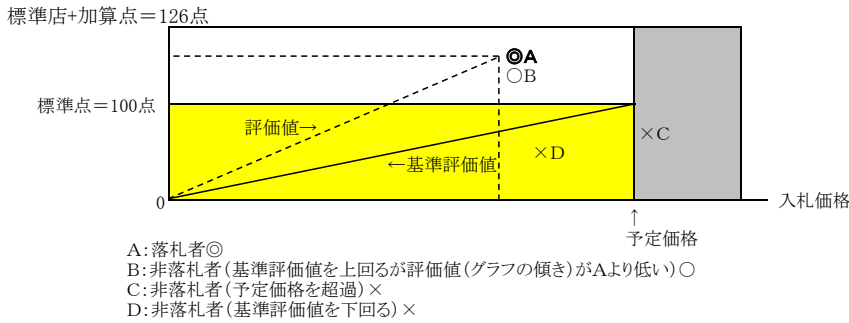 標準店+加算点＝126点
◎A
○B
標準点＝100点
評価値→
×C
×D
←基準評価値
0
入札価格
↑
予定価格
A：落札者◎
B：非落札者（基準評価値を上回るが評価値（グラフの傾き）がAより低い）○
C：非落札者（予定価格を超過）×
D：非落札者（基準評価値を下回る）×